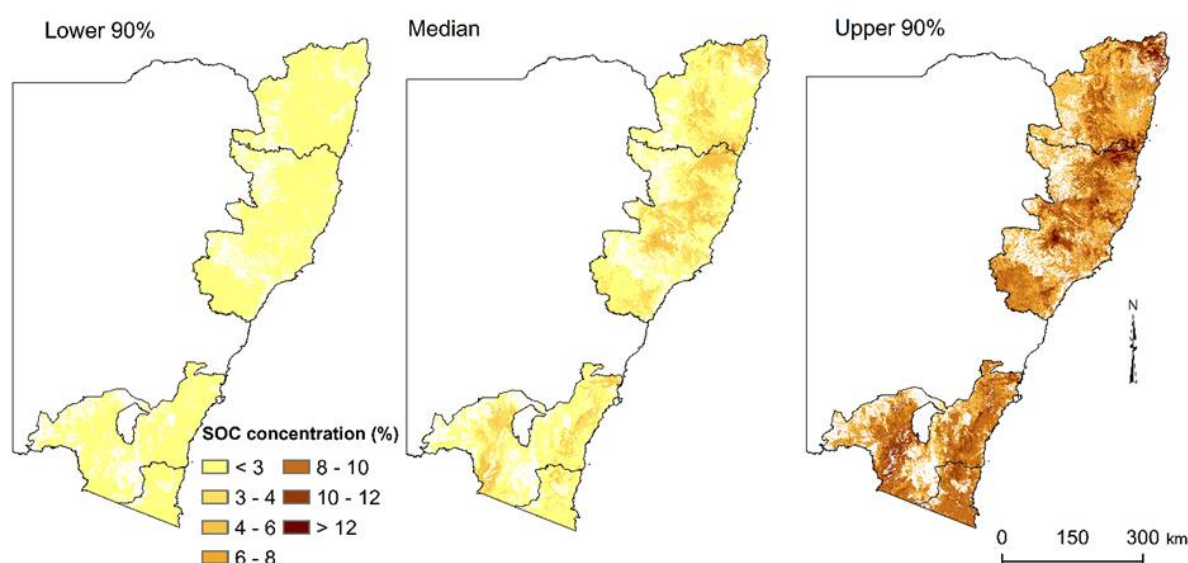 Lower 90%
Median
Upper 90%
N
SOC concentration (%)
< 3
8 - 10
3 - 4
10 - 12
4 - 6
> 12
6 - 8
0 150 300 km